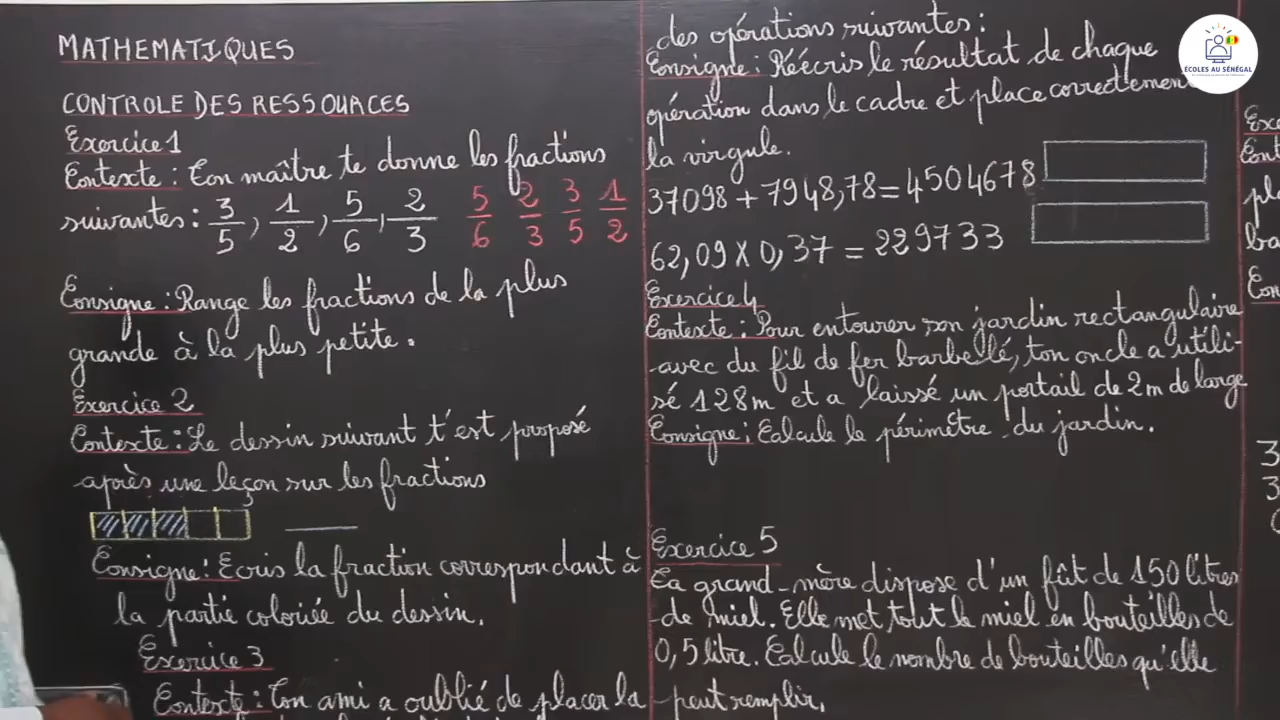 MATHEMATIQUES
CONTROLE DES RESSOUACES
Exercice 1
Contexte : Ton maître te donne les fractions
suivantes : 3/5, 1/2, 5/6, 2/3 5/6 2/3 3/5 1/2
Consigne : Range les fractions de la plus
grande à la plus petite.
Exercice 2
Contexte : Le dessin suivant t'est proposé
après une leçon sur les fractions
Consigne : Ecris la fraction correspondant à
la partie coloriée du dessin.
Exercice 3
Contexte : Ton ami a oublié de placer la
des opérations suivantes :
Consigne : Réécris le résultat de chaque
opération dans le cadre et place correctement
la virgule.
37098 + 7948,78 = 4504678
62,09 X 0,37 = 229733
Exercice 4
Contexte : Pour entourer son jardin rectangulaire
avec du fil de fer barbellé, ton oncle a utili-
sé 128m et a laissé un portail de 2m de large
Consigne : Calcule le périmètre du jardin.
Exercice 5
Ta grand-mère dispose d'un fût de 150 litres
de miel. Elle met tout le miel en bouteilles de
0,5 litre. Calcule le nombre de bouteilles qu'elle
peut remplir.
ÉCOLES AU SÉNÉGAL